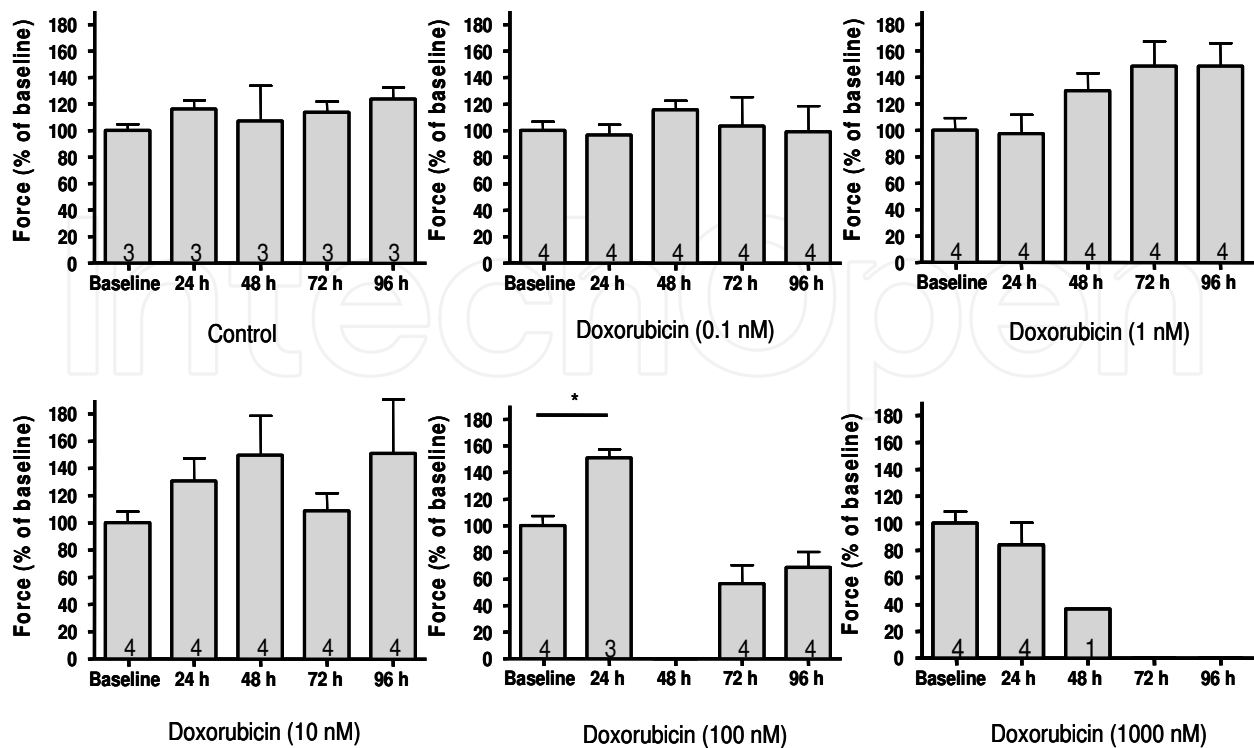 Force (% of baseline)
180
160
140
120
100
80
60
40
20
0
3 3 3 3 3
Baseline 24 h 48 h 72 h 96 h
Control
Force (% of baseline)
180
160
140
120
100
80
60
40
20
0
4 4 4 4 4
Baseline 24 h 48 h 72 h 96 h
Doxorubicin (0.1 nM)
Force (% of baseline)
180
160
140
120
100
80
60
40
20
0
4 4 4 4 4
Baseline 24 h 48 h 72 h 96 h
Doxorubicin (1 nM)
IntechOpen
Force (% of baseline)
180
160
140
120
100
80
60
40
20
0
4 4 4 4 4
Baseline 24 h 48 h 72 h 96 h
Doxorubicin (10 nM)
Force (% of baseline)
180
160
140
120
100
80
60
40
20
0
*
4 3 4 4
Baseline 24 h 48 h 72 h 96 h
Doxorubicin (100 nM)
Force (% of baseline)
180
160
140
120
100
80
60
40
20
0
4 4 1
Baseline 24 h 48 h 72 h 96 h
Doxorubicin (1000 nM)